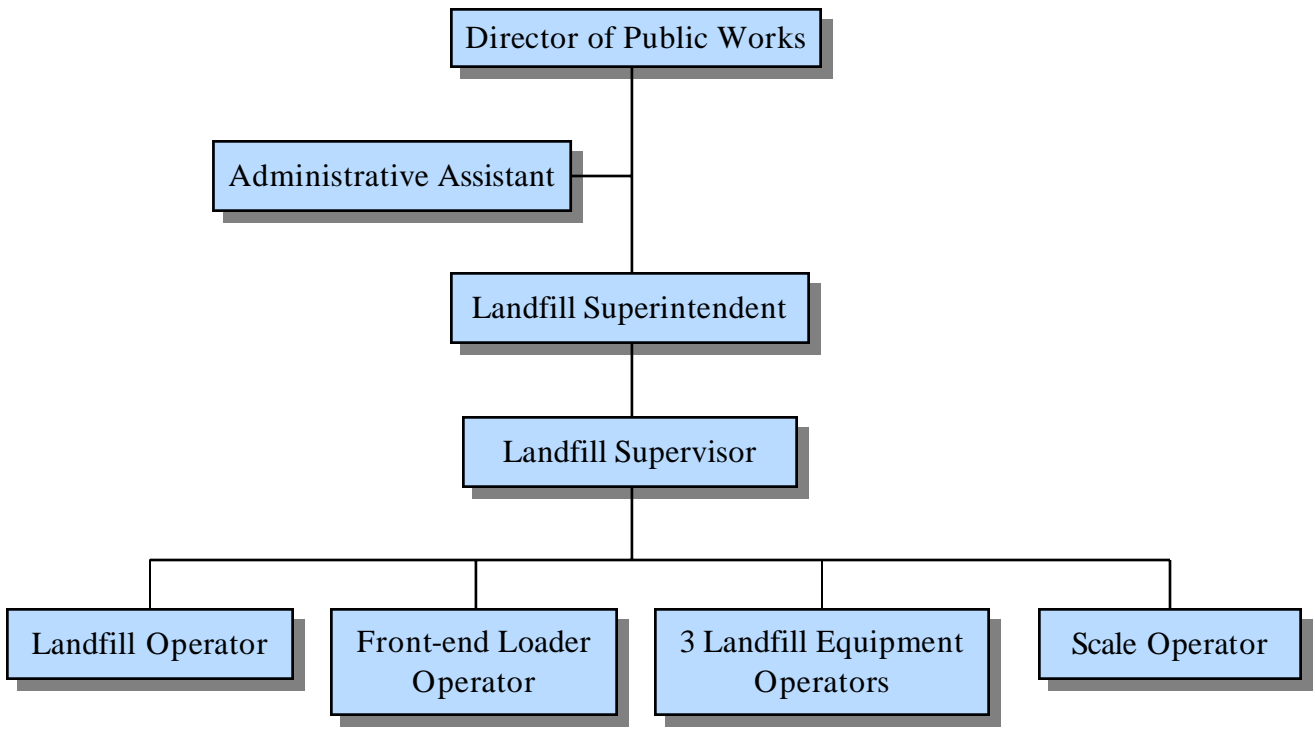 Director of Public Works
Administrative Assistant
Landfill Superintendent
Landfill Supervisor
Landfill Operator
Front-end Loader
Operator
3 Landfill Equipment
Operators
Scale Operator